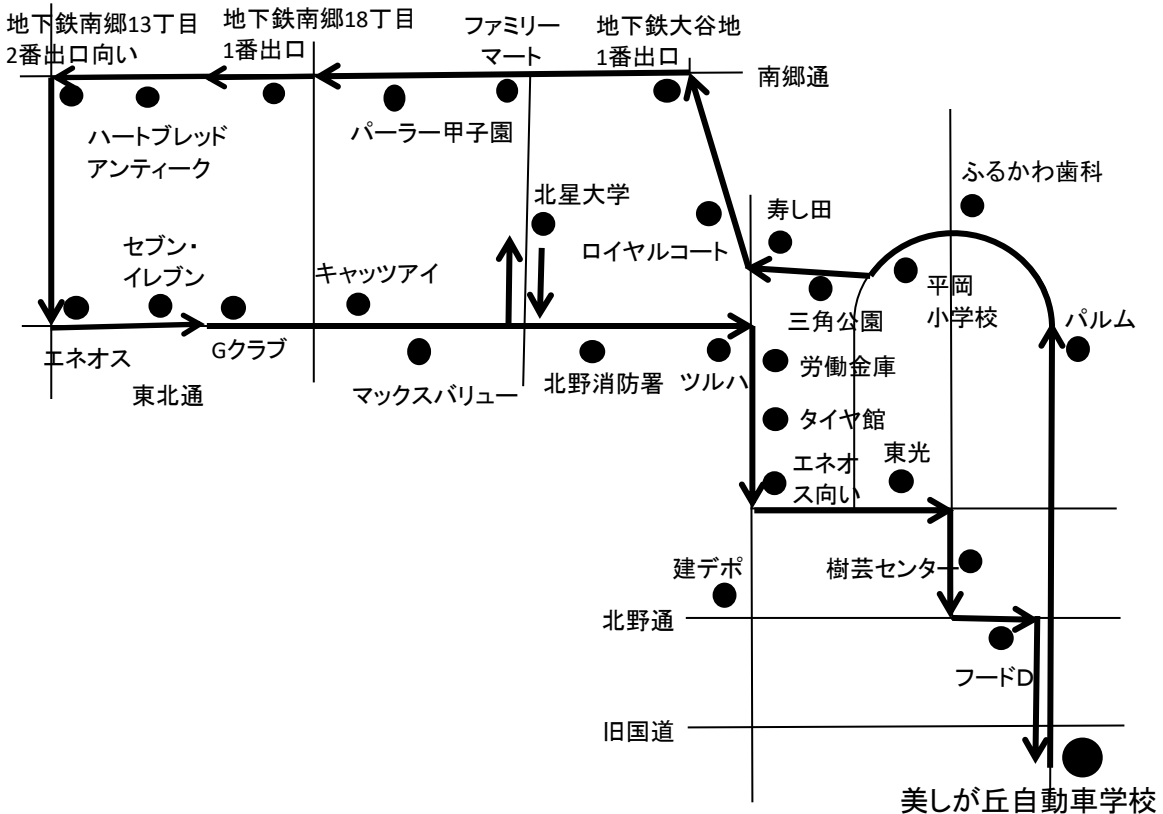 地下鉄南郷13丁目
2番出口向い
地下鉄南郷18丁目
1番出口
ファミリー
マート
地下鉄大谷地
1番出口
南郷通
ハートブレッド
アンティーク
パーラー甲子園
ふるかわ歯科
北星大学
寿し田
ロイヤルコート
セブン・
イレブン
キャッツアイ
平岡
小学校
三角公園
パルム
エネオス
Gクラブ
東北通
マックスバリュー
北野消防署
ツルハ
労働金庫
タイヤ館
エネオ
ス向い
東光
建デポ
樹芸センター
北野通
フードD
旧国道
美しが丘自動車学校